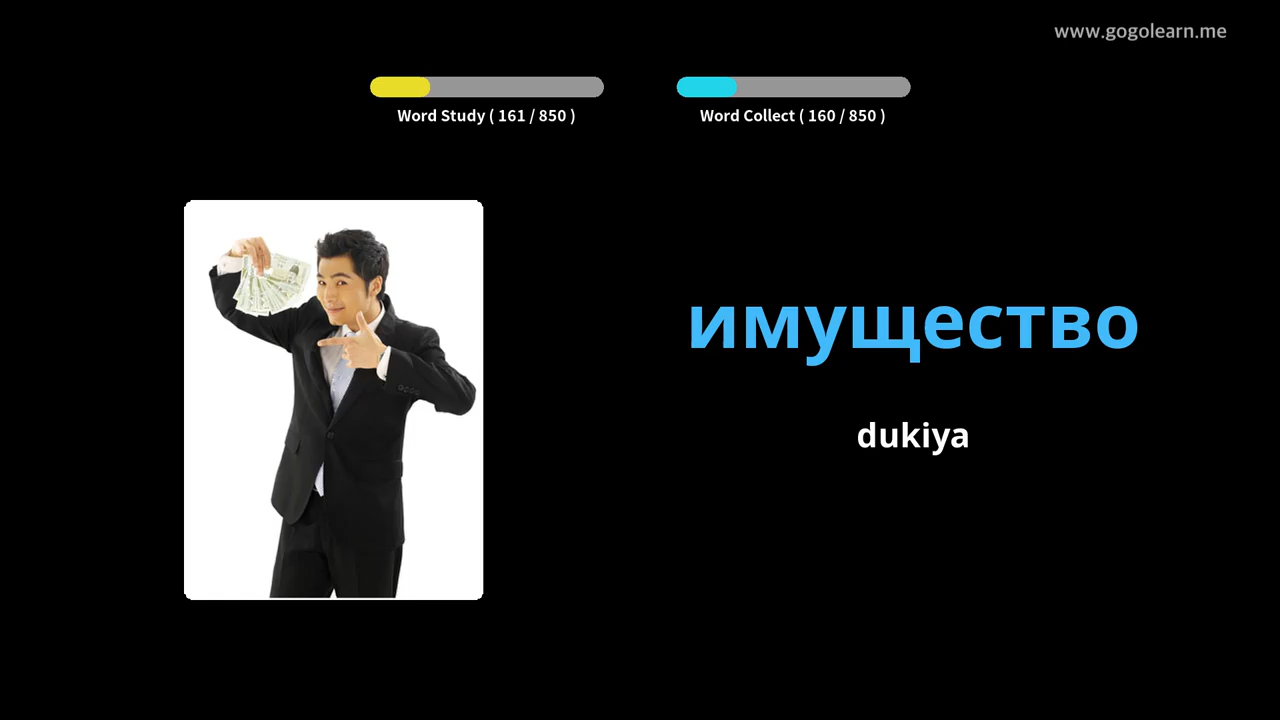 www.gogolearn.me
Word Study ( 161 / 850 )
Word Collect ( 160 / 850 )
имущество
dukiya